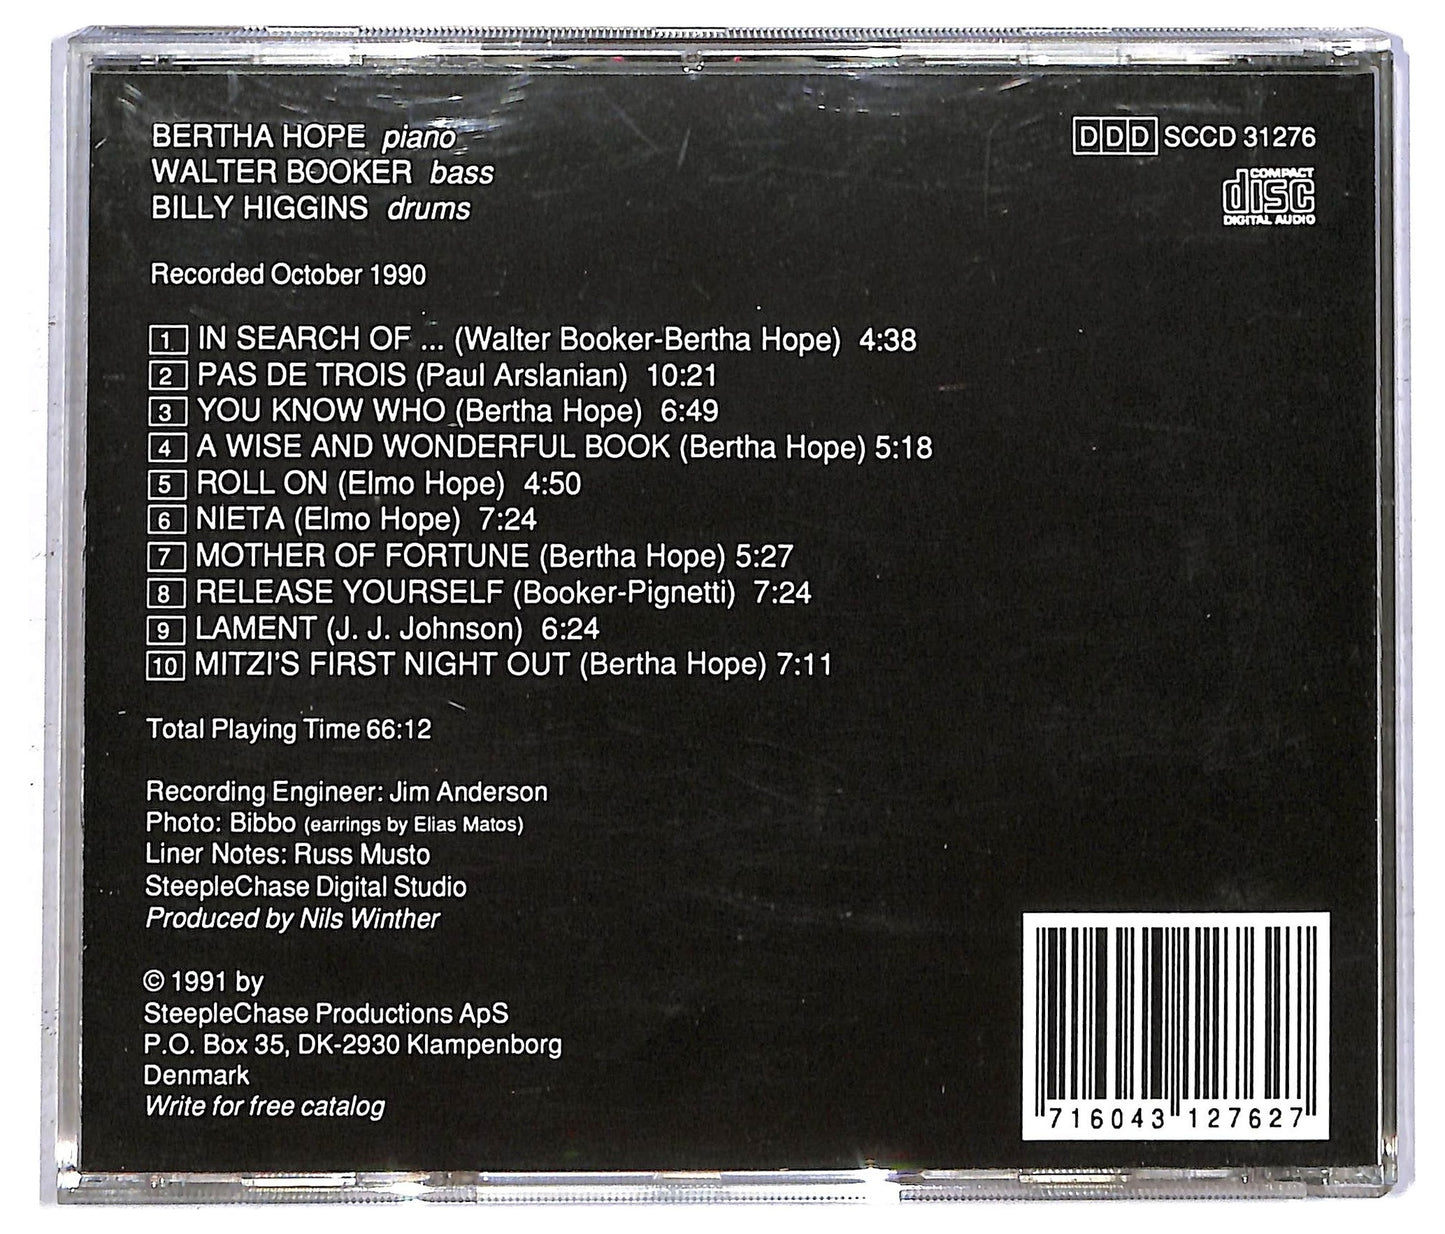 BERTHA HOPE piano
WALTER BOOKER bass
BILLY HIGGINS drums
DDD SCCD 31276
COMPACT
disc
DIGITAL AUDIO
Recorded October 1990
1 IN SEARCH OF ... (Walter Booker-Bertha Hope) 4:38
2 PAS DE TROIS (Paul Arslanian) 10:21
3 YOU KNOW WHO (Bertha Hope) 6:49
4 A WISE AND WONDERFUL BOOK (Bertha Hope) 5:18
5 ROLL ON (Elmo Hope) 4:50
6 NIETA (Elmo Hope) 7:24
7 MOTHER OF FORTUNE (Bertha Hope) 5:27
8 RELEASE YOURSELF (Booker-Pignetti) 7:24
9 LAMENT (J. J. Johnson) 6:24
10 MITZI'S FIRST NIGHT OUT (Bertha Hope) 7:11
Total Playing Time 66:12
Recording Engineer: Jim Anderson
Photo: Bibbo (earrings by Elias Matos)
Liner Notes: Russ Musto
SteepleChase Digital Studio
Produced by Nils Winther
© 1991 by
SteepleChase Productions ApS
P.O. Box 35, DK-2930 Klampenborg
Denmark
Write for free catalog
716043 127627